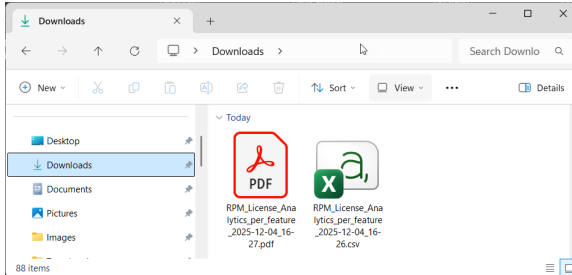 Downloads
Downloads
Search Downlo
New
Sort
View
Details
Today
Desktop
Downloads
Documents
Pictures
Images
PDF
a,
X
RPM_License_Ana
lytics_per_feature
_2025-12-04_16-
27.pdf
RPM_License_Ana
lytics_per_feature
_2025-12-04_16-
26.csv
88 items